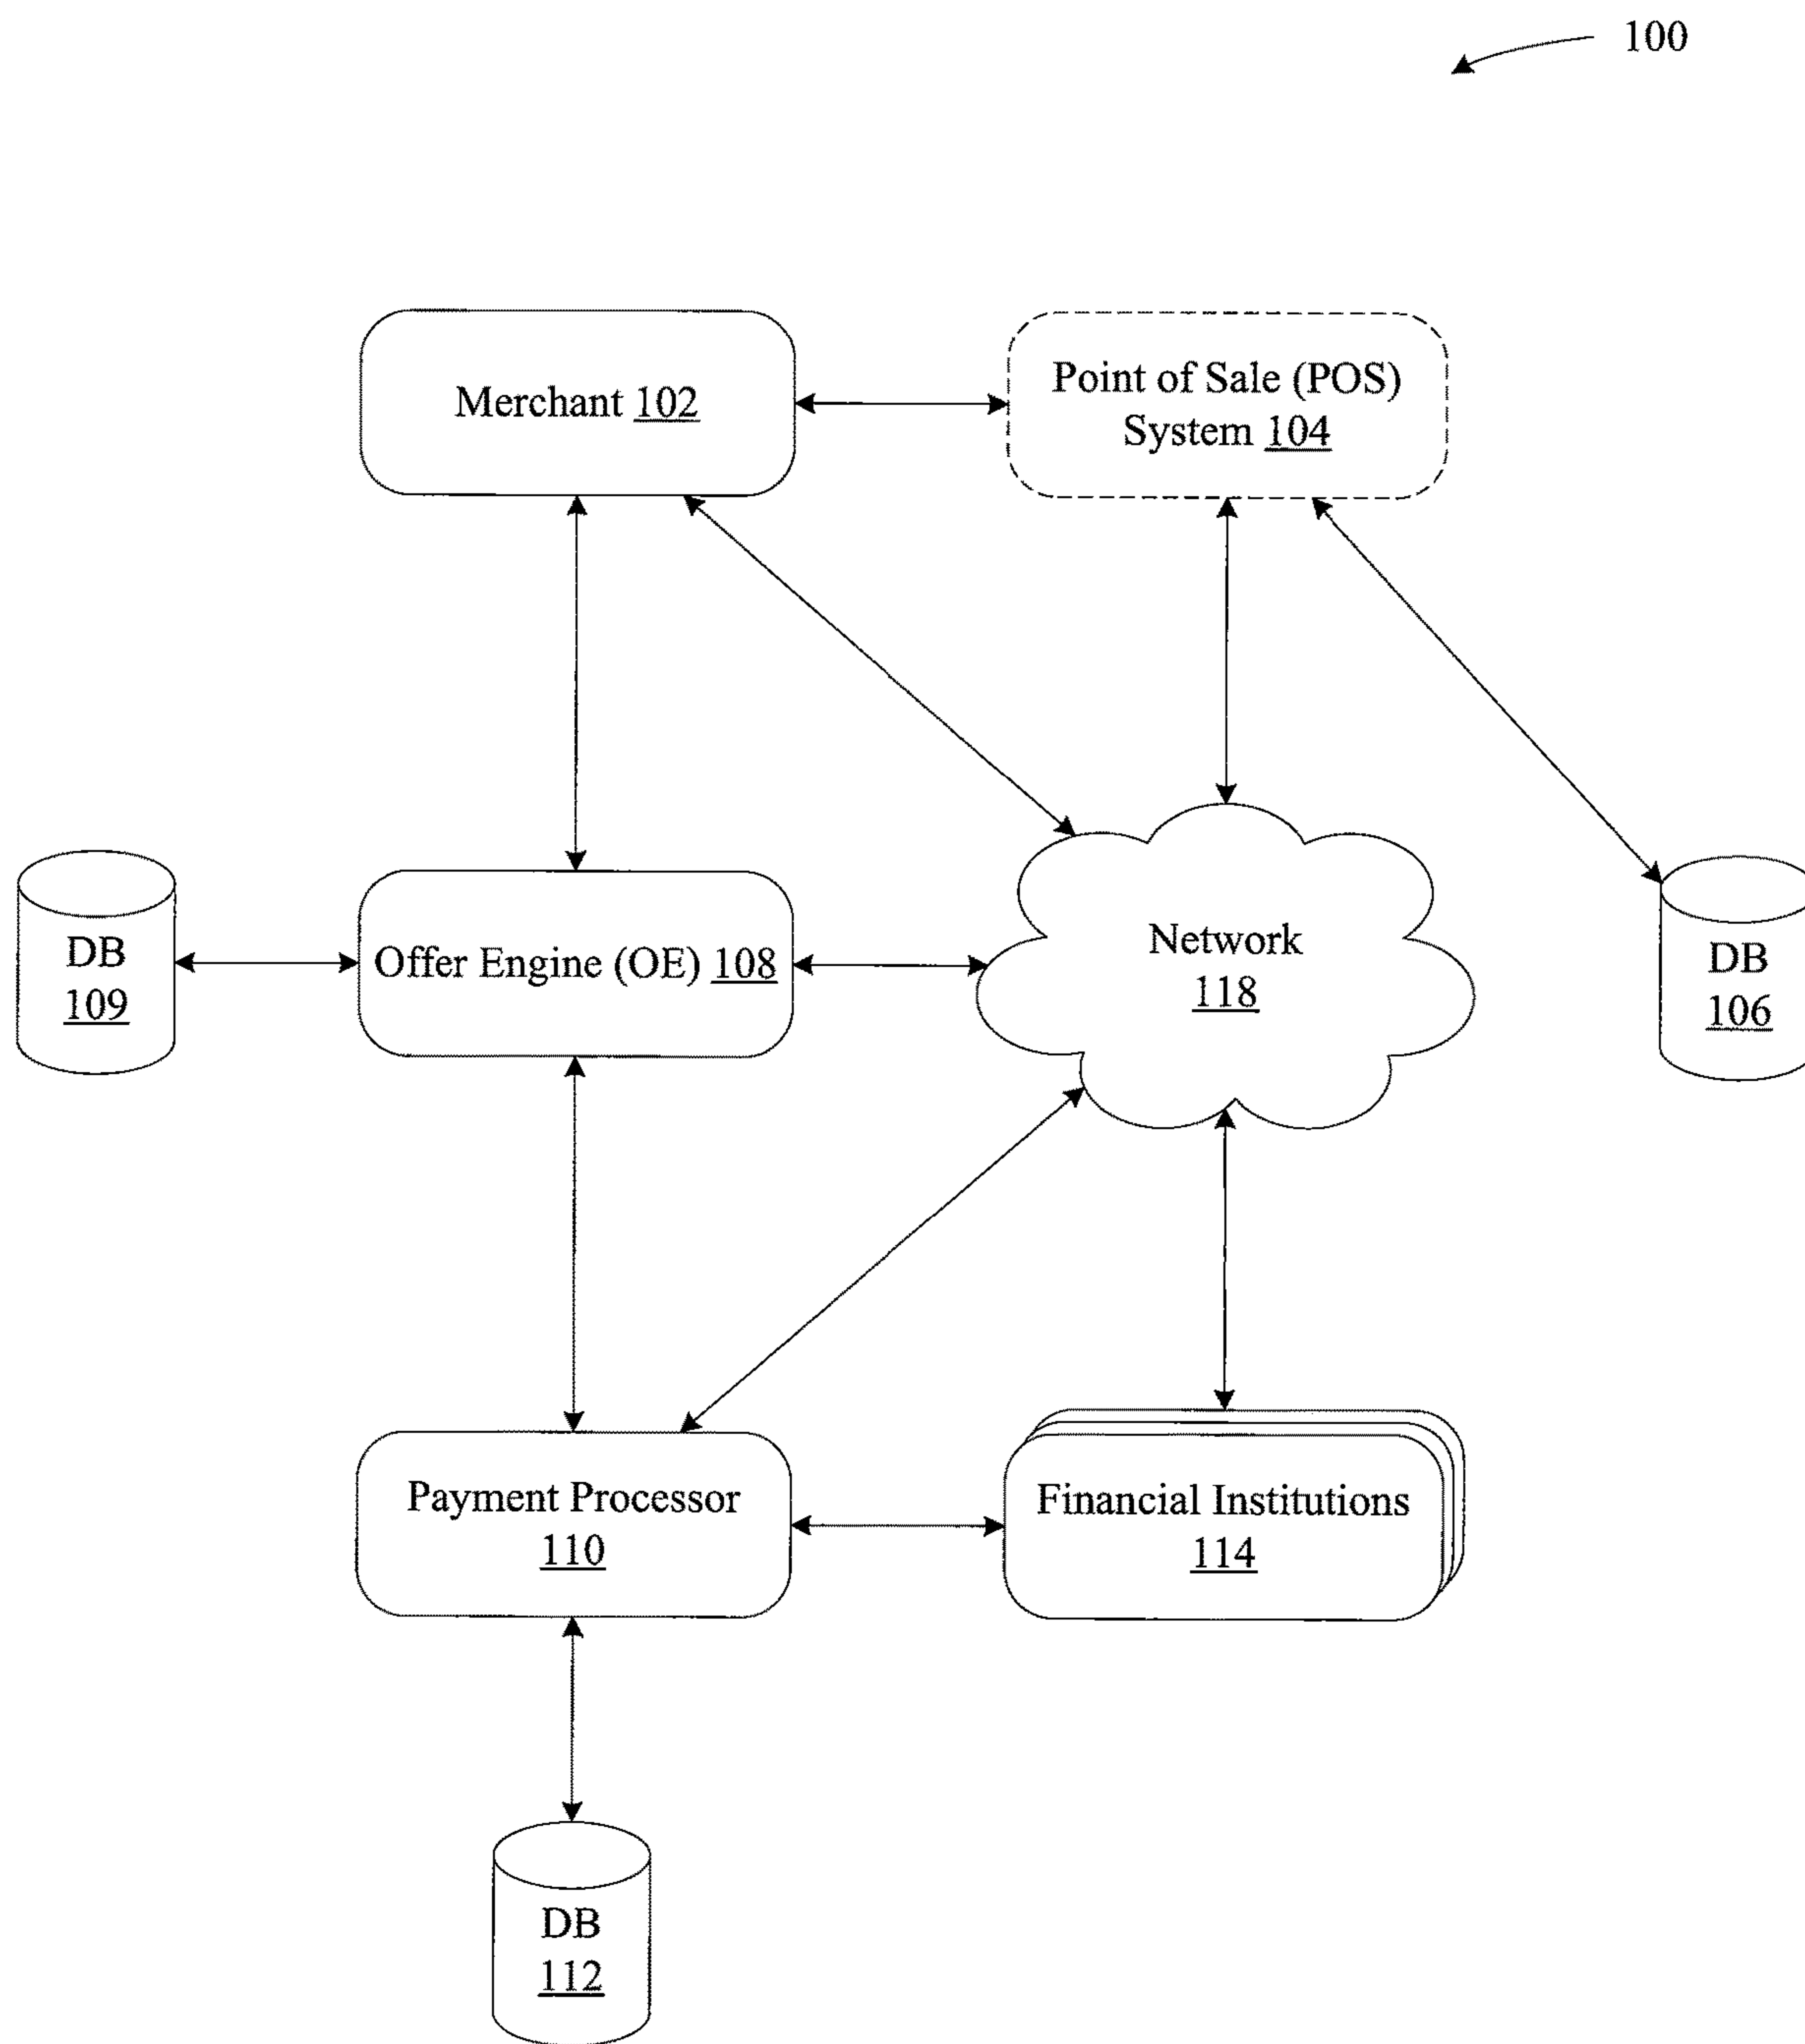 100
Merchant 102
Point of Sale (POS)
System 104
DB
109
Offer Engine (OE) 108
Network
118
DB
106
Payment Processor
110
Financial Institutions
114
DB
112